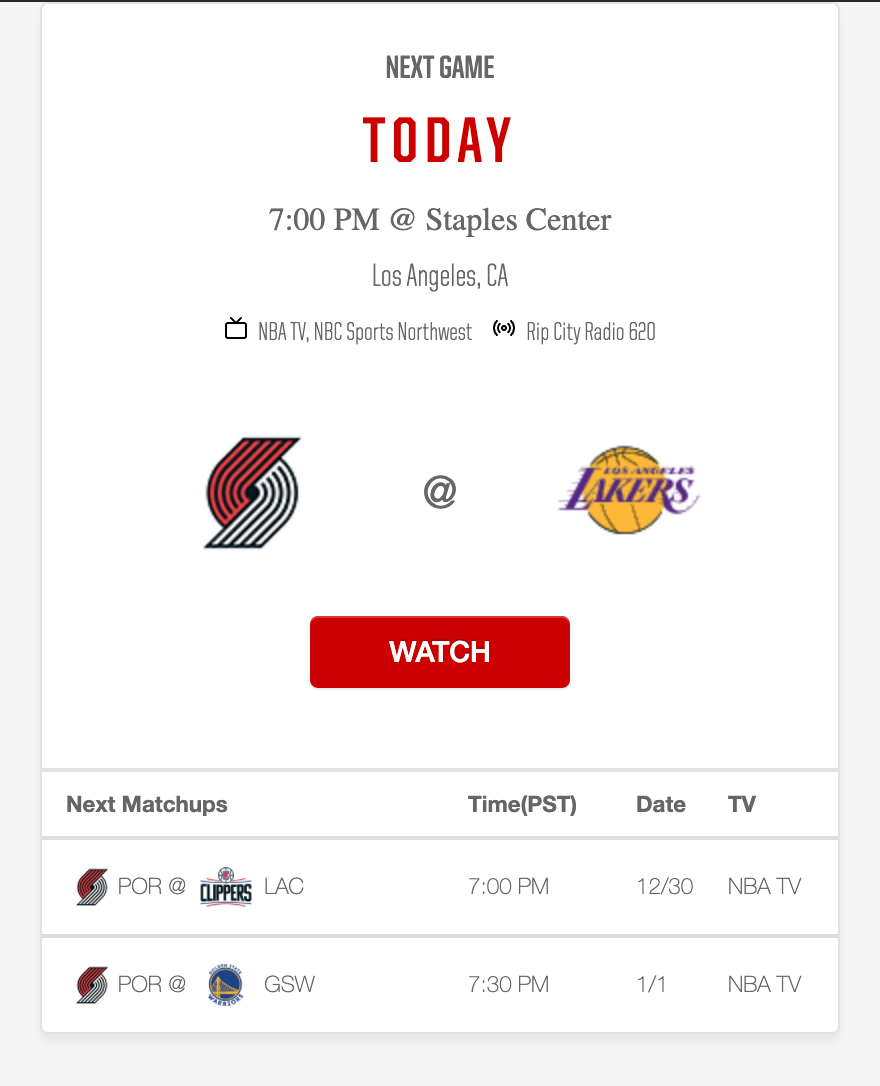 NEXT GAME
TODAY
7:00 PM @ Staples Center
Los Angeles, CA
NBA TV, NBC Sports Northwest Rip City Radio 620
@
LOS ANGELES
LAKERS
WATCH
Next Matchups Time(PST) Date TV
POR @ CLIPPERS LAC 7:00 PM 12/30 NBA TV
POR @ GOLDEN STATE WARRIORS GSW 7:30 PM 1/1 NBA TV